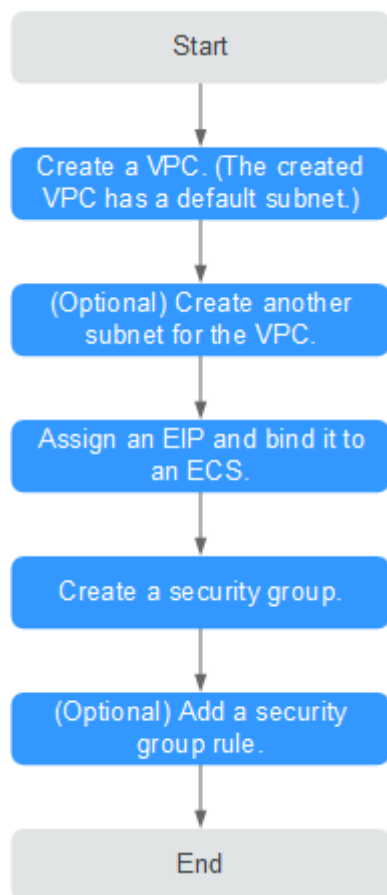 Start
Create a VPC. (The created
VPC has a default subnet.)
(Optional) Create another
subnet for the VPC.
Assign an EIP and bind it to
an ECS.
Create a security group.
(Optional) Add a security
group rule.
End